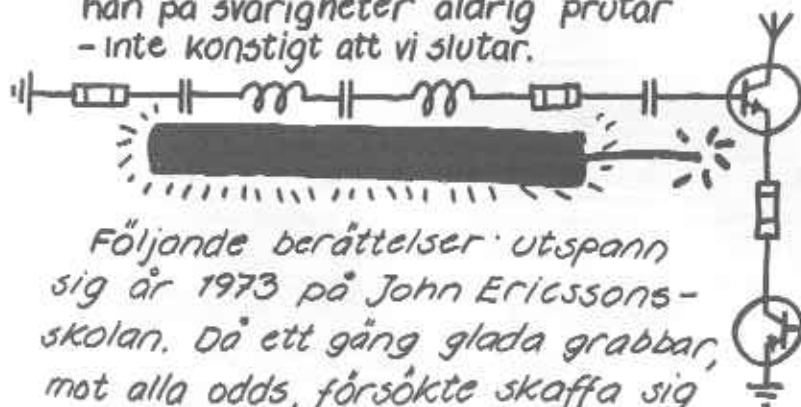 han på svårigheter aldrig prutar
- inte konstigt att vi slutar.
Följande berättelser utspann
sig år 1973 på John Ericssons-
skolan. Då ett gäng glada grabbar,
mot alla odds, försökte skaffa sig